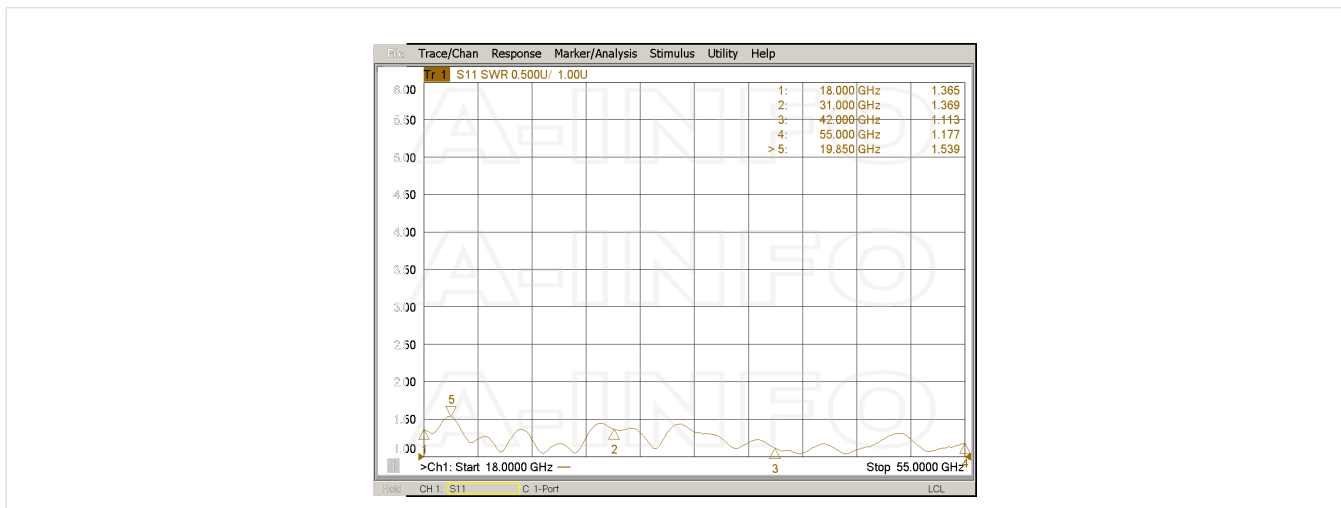 File Trace/Chan Response Marker/Analysis Stimulus Utility Help
Tr 1 S11 SWR 0.500U/ 1.00U
6.00
5.50
5.00
4.50
4.00
3.50
3.00
2.50
2.00
1.50
1.00
1: 18.000 GHz 1.365
2: 31.000 GHz 1.369
3: 42.000 GHz 1.113
4: 55.000 GHz 1.177
> 5: 19.850 GHz 1.539
A-INFO
A-INFO
A-INFO
5
1
2
3
4
1
>Ch1: Start 18.0000 GHz
Stop 55.0000 GHz
Hold CH 1: S11 C 1-Port LCL